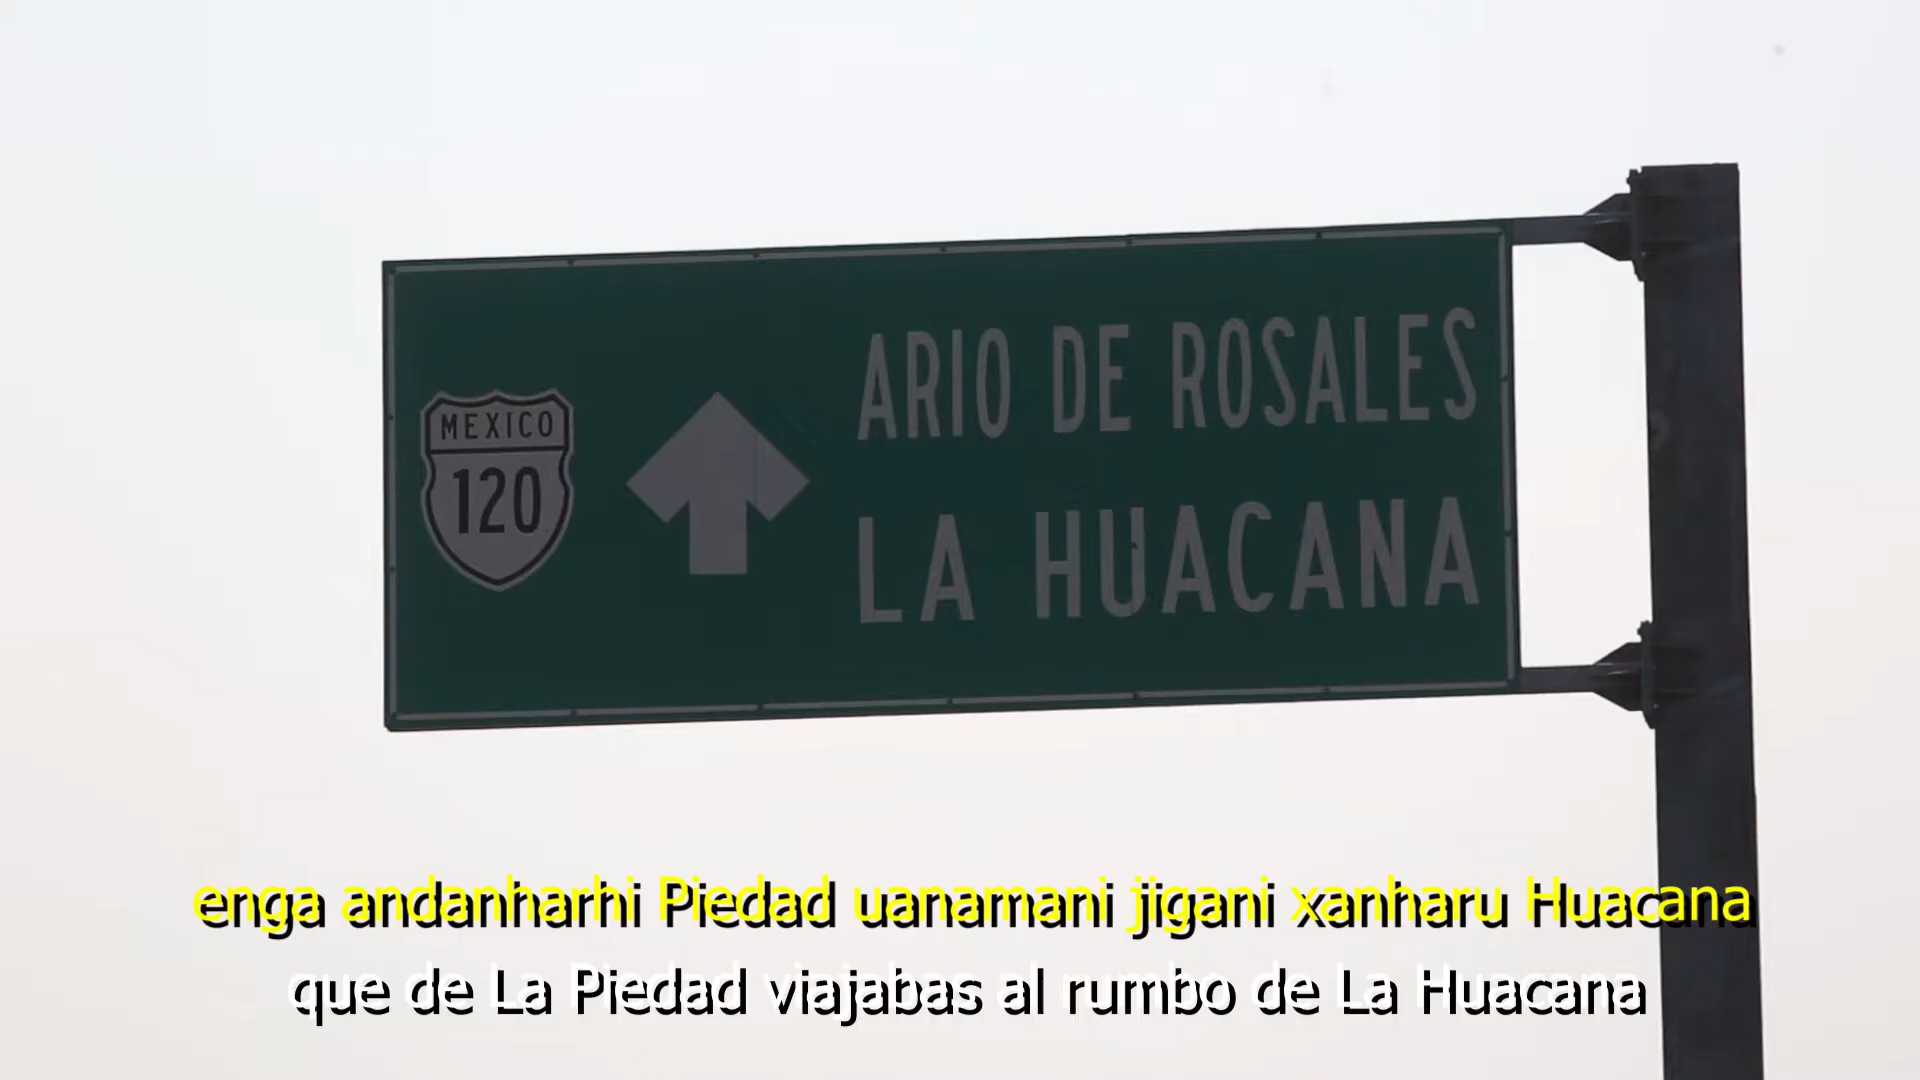 MEXICO
120
ARIO DE ROSALES
LA HUACANA
enga andanharhi Piedad uanamani jigani xanharu Huacana
que de La Piedad viajabas al rumbo de La Huacana